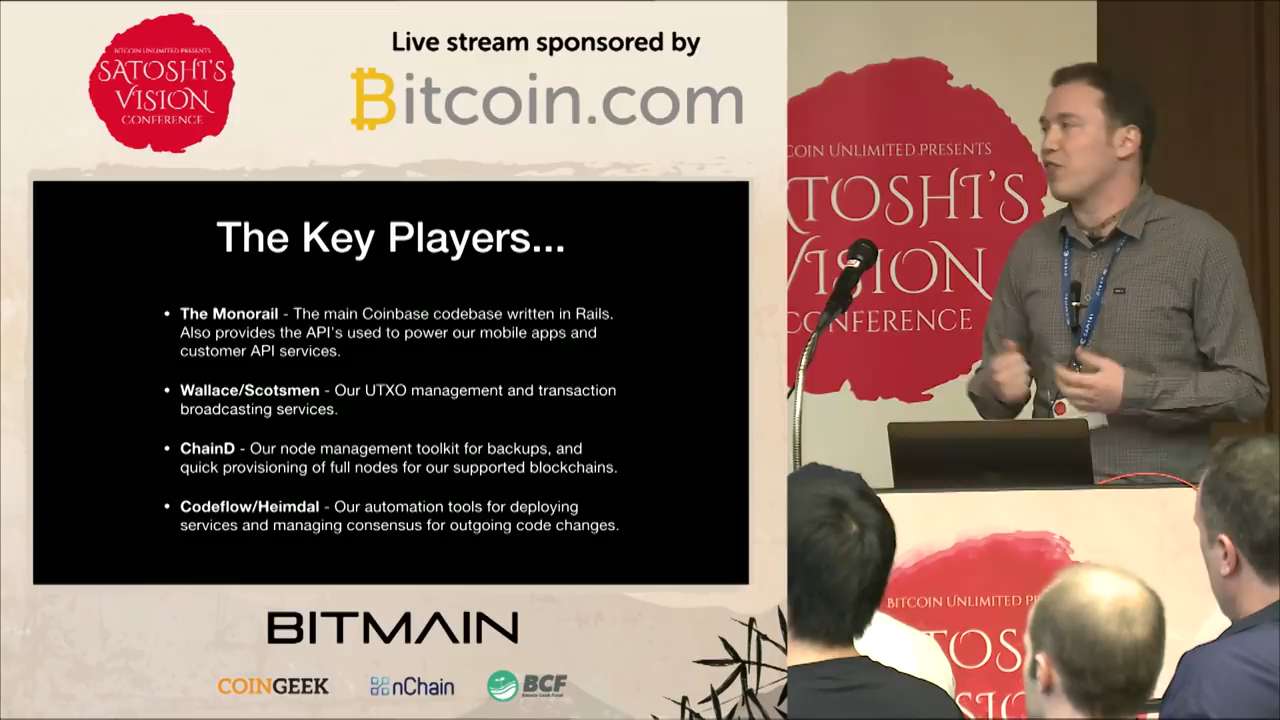 BITCOIN UNLIMITED PRESENTS
SATOSHI'S
VISION
CONFERENCE
Live stream sponsored by
Bitcoin.com
The Key Players...
• The Monorail - The main Coinbase codebase written in Rails.
Also provides the API's used to power our mobile apps and
customer API services.
• Wallace/Scotsmen - Our UTXO management and transaction
broadcasting services.
• ChainD - Our node management toolkit for backups, and
quick provisioning of full nodes for our supported blockchains.
• Codeflow/Heimdal - Our automation tools for deploying
services and managing consensus for outgoing code changes.
BITMAIN
COINGEEK
nChain
BCF
COIN UNLIMITED PRESENTS
ATOSHI'S
VISION
CONFERENCE
BITCOIN UNLIMITED PR
TOS